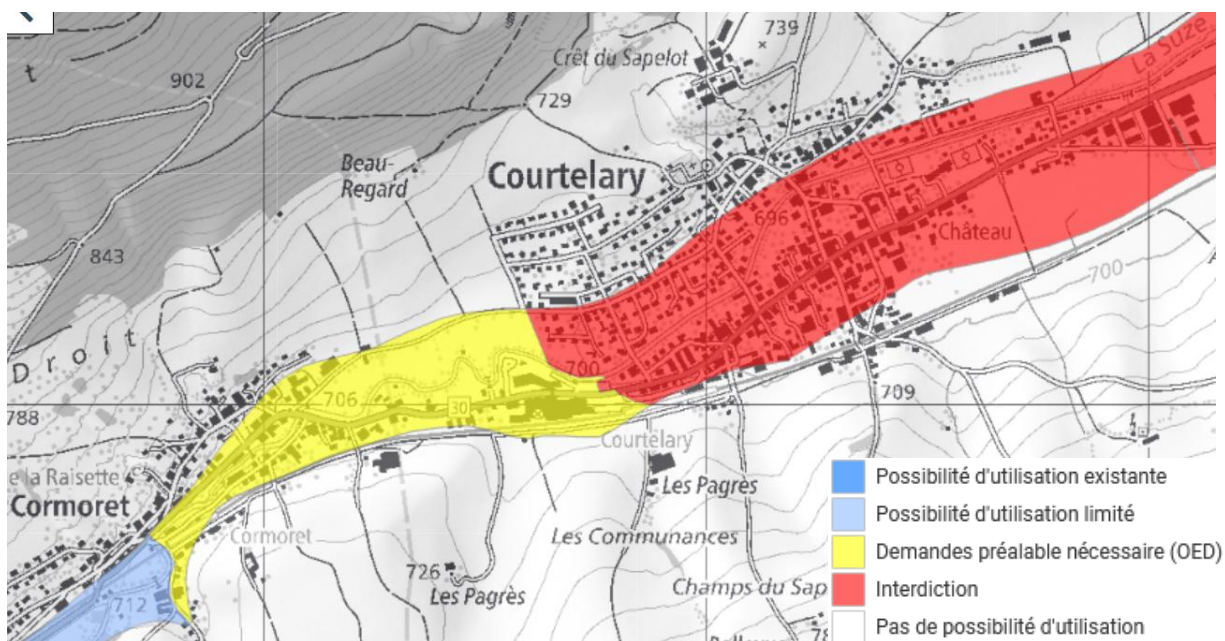 739
La Suze
Crêt du Sapelot
902
729
t
Beau-
Regard
Courtelary
696
Château
843
700
D r o i t
700
788
706
30
709
Courtelary
e la Raisette
Les Pagrès
Cormoret
Cormoret
Les Communances
726
Les Pagrès
Champs du Sap
712
Possibilité d'utilisation existante
Possibilité d'utilisation limité
Demandes préalable nécessaire (OED)
Interdiction
Pas de possibilité d'utilisation